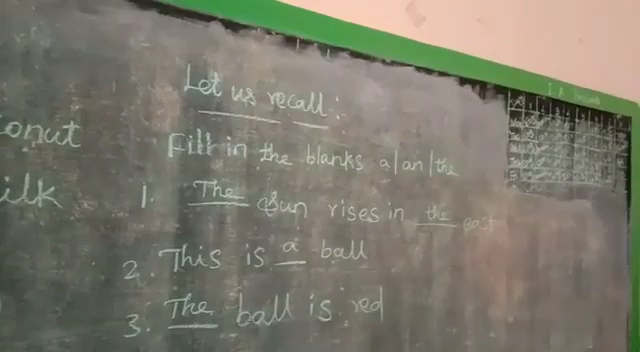 Let us recall:
Fill in the blanks a/an/the
1. The Sun rises in the east
2. This is a ball
3. The ball is red
onut
ilk